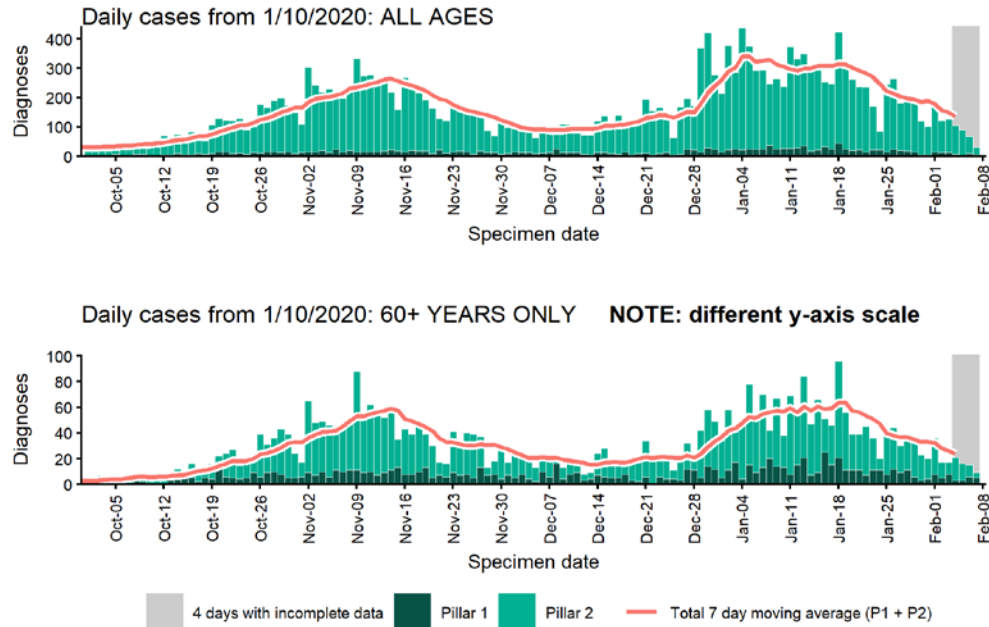 Daily cases from 1/10/2020: ALL AGES
Diagnoses
400
300
200
100
0
Oct-05
Oct-12
Oct-19
Oct-26
Nov-02
Nov-09
Nov-16
Nov-23
Nov-30
Dec-07
Dec-14
Dec-21
Dec-28
Jan-04
Jan-11
Jan-18
Jan-25
Feb-01
Feb-08
Specimen date
Daily cases from 1/10/2020: 60+ YEARS ONLY NOTE: different y-axis scale
Diagnoses
100
80
60
40
20
0
Oct-05
Oct-12
Oct-19
Oct-26
Nov-02
Nov-09
Nov-16
Nov-23
Nov-30
Dec-07
Dec-14
Dec-21
Dec-28
Jan-04
Jan-11
Jan-18
Jan-25
Feb-01
Feb-08
Specimen date
4 days with incomplete data Pillar 1 Pillar 2 Total 7 day moving average (P1 + P2)